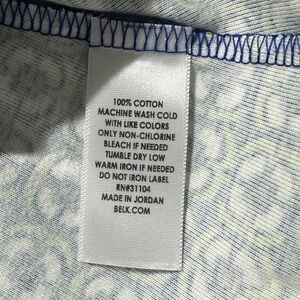 100% COTTON
MACHINE WASH COLD
WITH LIKE COLORS
ONLY NON-CHLORINE
BLEACH IF NEEDED
TUMBLE DRY LOW
WARM IRON IF NEEDED
DO NOT IRON LABEL
RN#31104
MADE IN JORDAN
BELK.COM